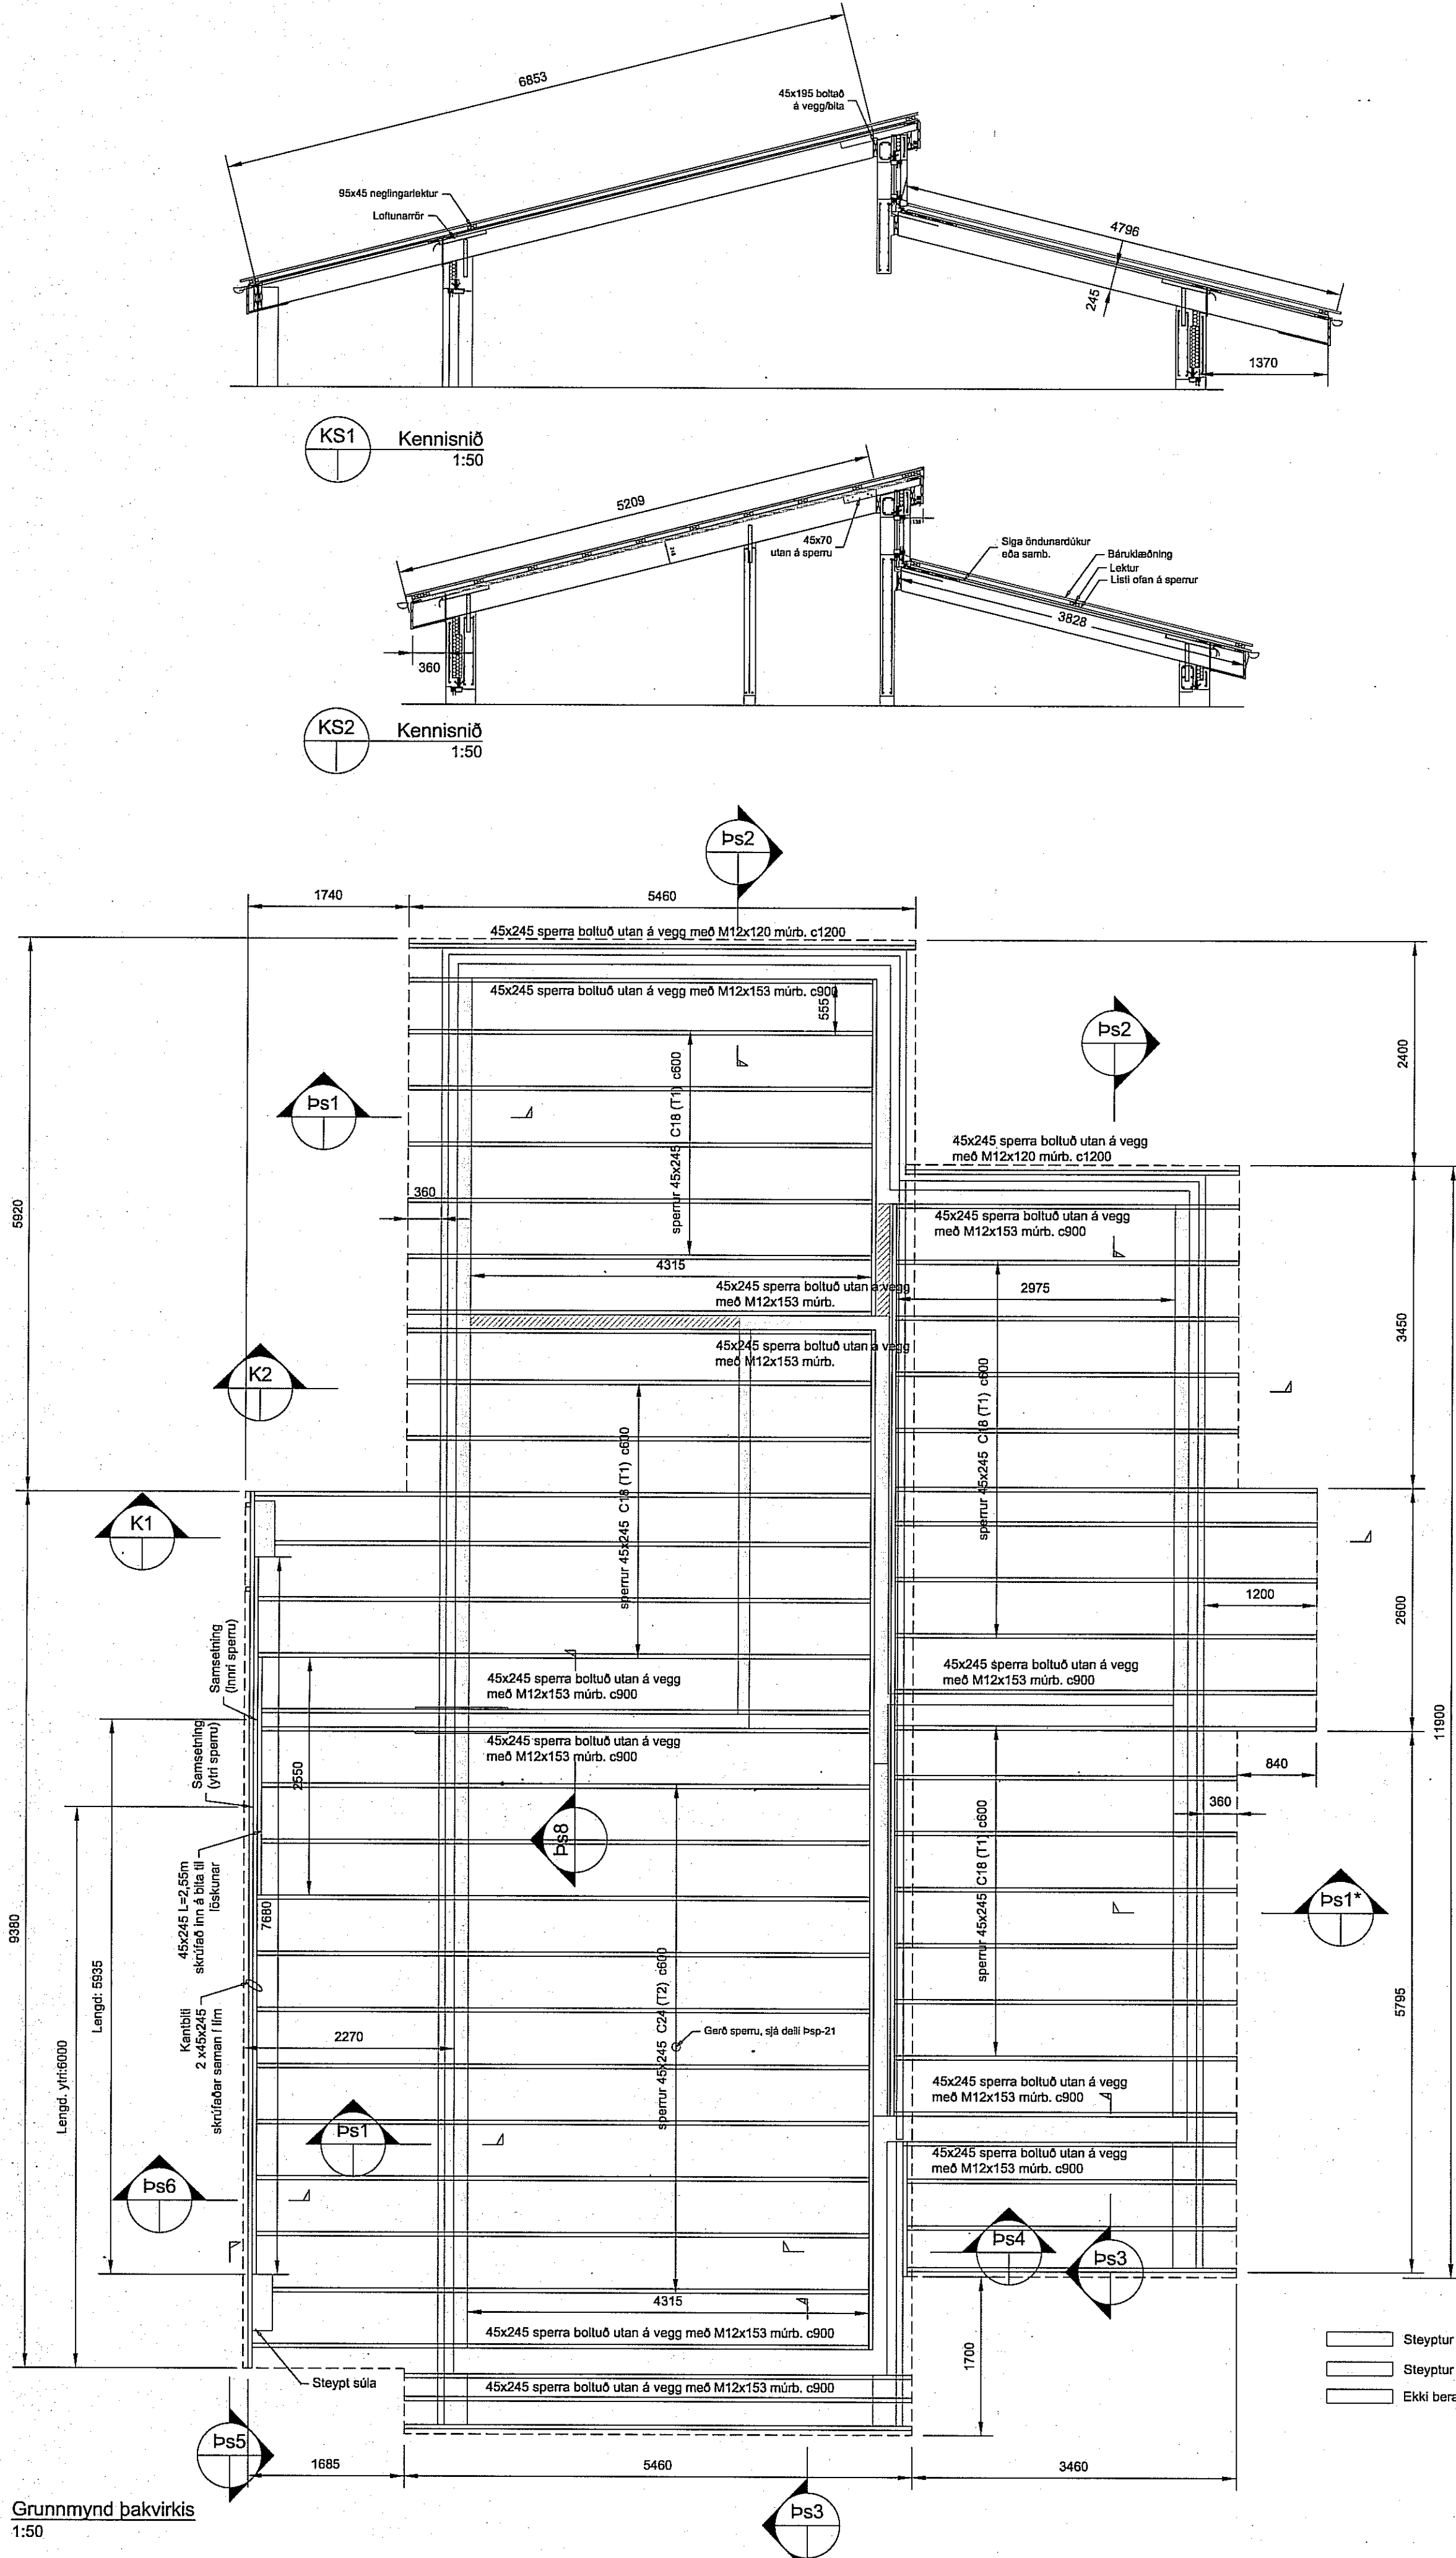 6853
45x195 boltað
á vegg/bita
95x45 neglingarlektur
Loftunarrör
4796
245
1370
KS1
Kennisnið
1:50
5209
45x70
utan á sperru
Siga öndunardúkur
eða samb.
Báruklæðning
Lektur
Listi ofan á sperrur
3828
360
KS2
Kennisnið
1:50
Þs2
1740
5460
45x245 sperra boltuð utan á vegg með M12x120 múrb. c1200
45x245 sperra boltuð utan á vegg með M12x153 múrb. c900
555
Þs2
2400
sperrur 45x245 C18 (T1) c600
Þs1
45x245 sperra boltuð utan á vegg
með M12x120 múrb. c1200
5920
360
45x245 sperra boltuð utan á vegg
með M12x153 múrb. c900
4315
45x245 sperra boltuð utan á vegg
með M12x153 múrb.
2975
3450
45x245 sperra boltuð utan á vegg
með M12x153 múrb.
K2
sperrur 45x245 C18 (T1) c600
sperrur 45x245 C18 (T1) c600
K1
1200
2600
Samsetning
(innri sperru)
45x245 sperra boltuð utan á vegg
með M12x153 múrb. c900
45x245 sperra boltuð utan á vegg
með M12x153 múrb. c900
11900
Samsetning
(ytri sperru)
45x245 sperra boltuð utan á vegg
með M12x153 múrb. c900
2550
840
360
Þs8
45x245 L=2,55m
skrúfað inn á bita til
löskunar
7680
sperrur 45x245 C18 (T1) c600
Þs1*
9380
Lengd: 5935
Kantbiti
2 x45x245
skrúfaðar saman í lím
2270
sperrur 45x245 C24 (T2) c600
Gerð sperru, sjá deili Þsp-21
5795
Lengd. ytri:6000
45x245 sperra boltuð utan á vegg
með M12x153 múrb. c900
Þs1
45x245 sperra boltuð utan á vegg
með M12x153 múrb. c900
Þs6
Þs4
Þs3
4315
45x245 sperra boltuð utan á vegg með M12x153 múrb. c900
1700
Steyptur
Steyptur
Ekki bera
Steypt súla
45x245 sperra boltuð utan á vegg með M12x153 múrb. c900
Þs5
1685
5460
3460
Grunnmynd þakvirkis
1:50
Þs3